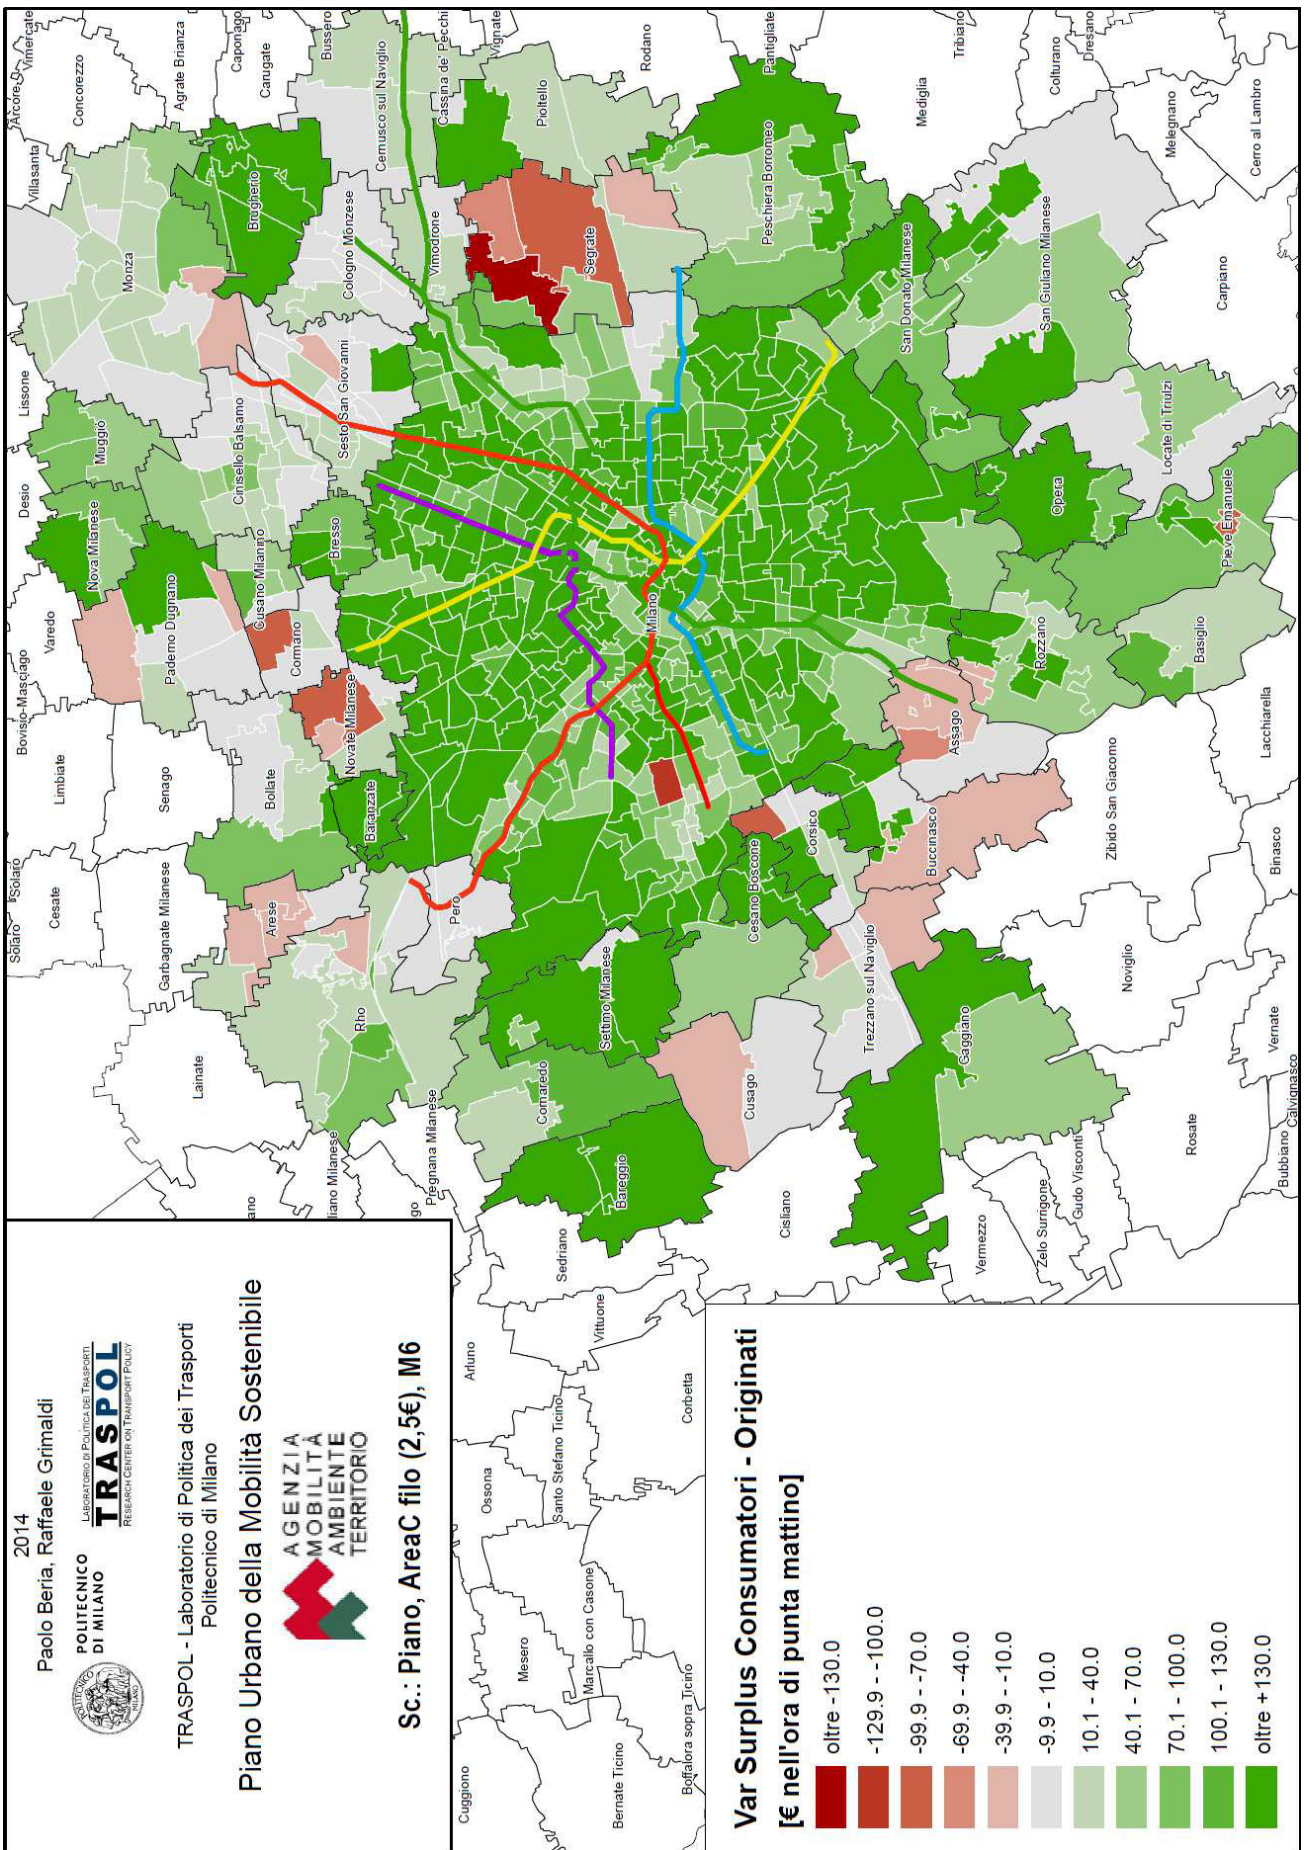 2014
Paolo Beria, Raffaele Grimaldi
POLITECNICO
DI MILANO
LABORATORIO DI POLITICA DEI TRASPORTI
TRASPOL
RESEARCH CENTER ON TRANSPORT POLICY
TRASPOL - Laboratorio di Politica dei Trasporti
Politecnico di Milano
Piano Urbano della Mobilità Sostenibile
AGENZIA
MOBILITÀ
AMBIENTE
TERRITORIO
Sc.: Piano, AreaC filo (2,5€), M6
Var Surplus Consumatori - Originati
[€ nell'ora di punta mattino]
oltre -130.0
-129.9 - -100.0
-99.9 - -70.0
-69.9 - -40.0
-39.9 - -10.0
-9.9 - 10.0
10.1 - 40.0
40.1 - 70.0
70.1 - 100.0
100.1 - 130.0
oltre +130.0
Solaro
Solaro
Cesate
Limbiate
Bovisio-Masciago
Varedo
Desio
Lissone
Villasanta
Arcore
Vimercate
Concorezzo
Agrate Brianza
Caponago
Carugate
Bussero
Garbagnate Milanese
Senago
Paderno Dugnano
Nova Milanese
Muggiò
Monza
Brugherio
Lainate
Arese
Bollate
Cusano Milanino
Cormano
Cinisello Balsamo
Sesto San Giovanni
Cologno Monzese
Cernusco sul Naviglio
Cassina de' Pecchi
Vignate
Rho
Baranzate
Novate Milanese
Bresso
Vimodrone
Pioltello
ano
liano Milanese
go
Pregnana Milanese
Pero
Segrate
Rodano
Arluno
Sedriano
Cornaredo
Settimo Milanese
Milano
Cuggiono
Mesero
Ossona
Santo Stefano Ticino
Vittuone
Bareggio
Marcallo con Casone
Bernate Ticino
Boffalora sopra Ticino
Corbetta
Cisliano
Cusago
Cesano Boscone
Corsico
Peschiera Borromeo
Pantigliate
Trezzano sul Naviglio
Buccinasco
Assago
San Donato Milanese
Mediglia
Tribiano
Vermezzo
Zelo Surrigone
Gudo Visconti
Gaggiano
Rozzano
Opera
San Giuliano Milanese
Colturano
Dresano
Rosate
Noviglio
Zibido San Giacomo
Basiglio
Pieve Emanuele
Locate di Triulzi
Carpiano
Melegnano
Cerro al Lambro
Bubbiano
Calvignasco
Vernate
Binasco
Lacchiarella